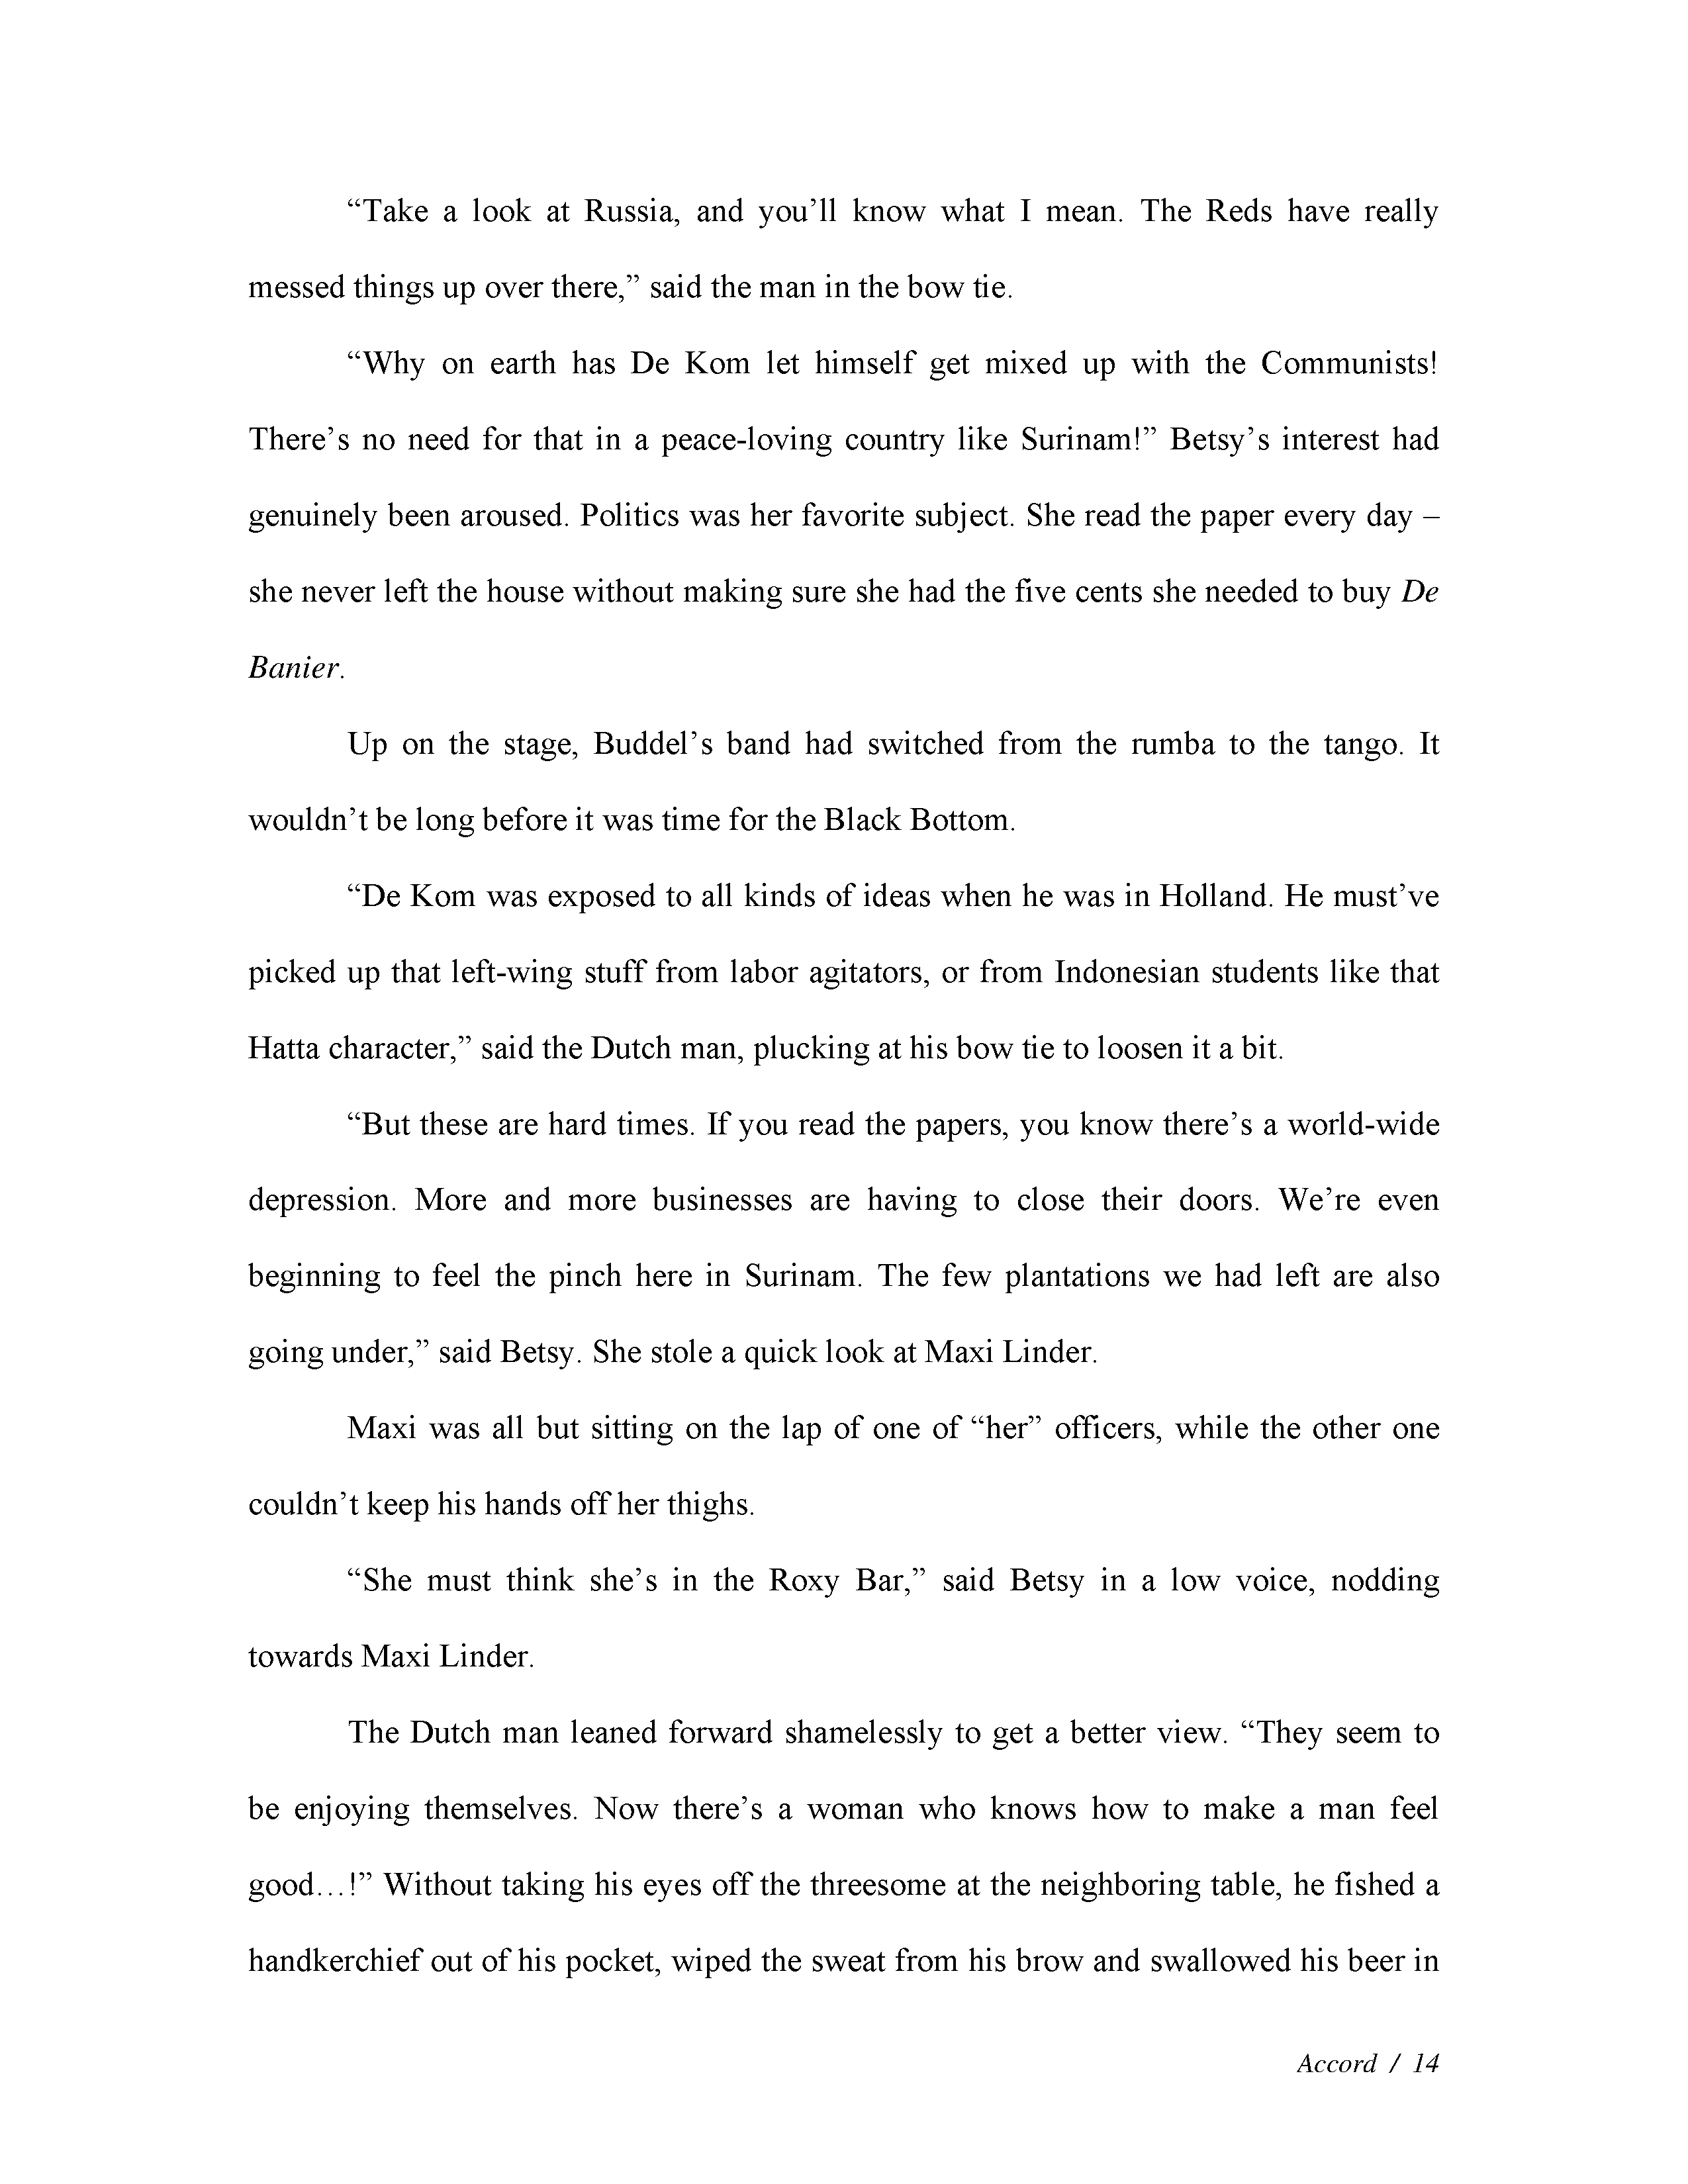 “Take a look at Russia, and you’ll know what I mean. The Reds have really
messed things up over there,” said the man in the bow tie.
“Why on earth has De Kom let himself get mixed up with the Communists!
There’s no need for that in a peace-loving country like Surinam!” Betsy’s interest had
genuinely been aroused. Politics was her favorite subject. She read the paper every day –
she never left the house without making sure she had the five cents she needed to buy De
Banier.
Up on the stage, Buddel’s band had switched from the rumba to the tango. It
wouldn’t be long before it was time for the Black Bottom.
“De Kom was exposed to all kinds of ideas when he was in Holland. He must’ve
picked up that left-wing stuff from labor agitators, or from Indonesian students like that
Hatta character,” said the Dutch man, plucking at his bow tie to loosen it a bit.
“But these are hard times. If you read the papers, you know there’s a world-wide
depression. More and more businesses are having to close their doors. We’re even
beginning to feel the pinch here in Surinam. The few plantations we had left are also
going under,” said Betsy. She stole a quick look at Maxi Linder.
Maxi was all but sitting on the lap of one of “her” officers, while the other one
couldn’t keep his hands off her thighs.
“She must think she’s in the Roxy Bar,” said Betsy in a low voice, nodding
towards Maxi Linder.
The Dutch man leaned forward shamelessly to get a better view. “They seem to
be enjoying themselves. Now there’s a woman who knows how to make a man feel
good…!” Without taking his eyes off the threesome at the neighboring table, he fished a
handkerchief out of his pocket, wiped the sweat from his brow and swallowed his beer in
Accord / 14